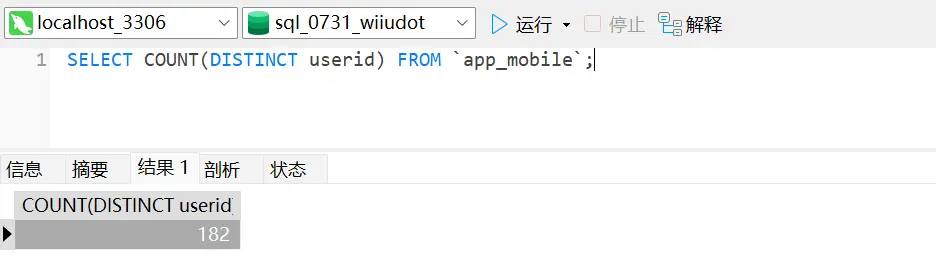 localhost_3306 sql_0731_wiiudot 运行 停止 解释
1 SELECT COUNT(DISTINCT userid) FROM `app_mobile`;
信息 摘要 结果 1 剖析 状态
COUNT(DISTINCT userid)
182